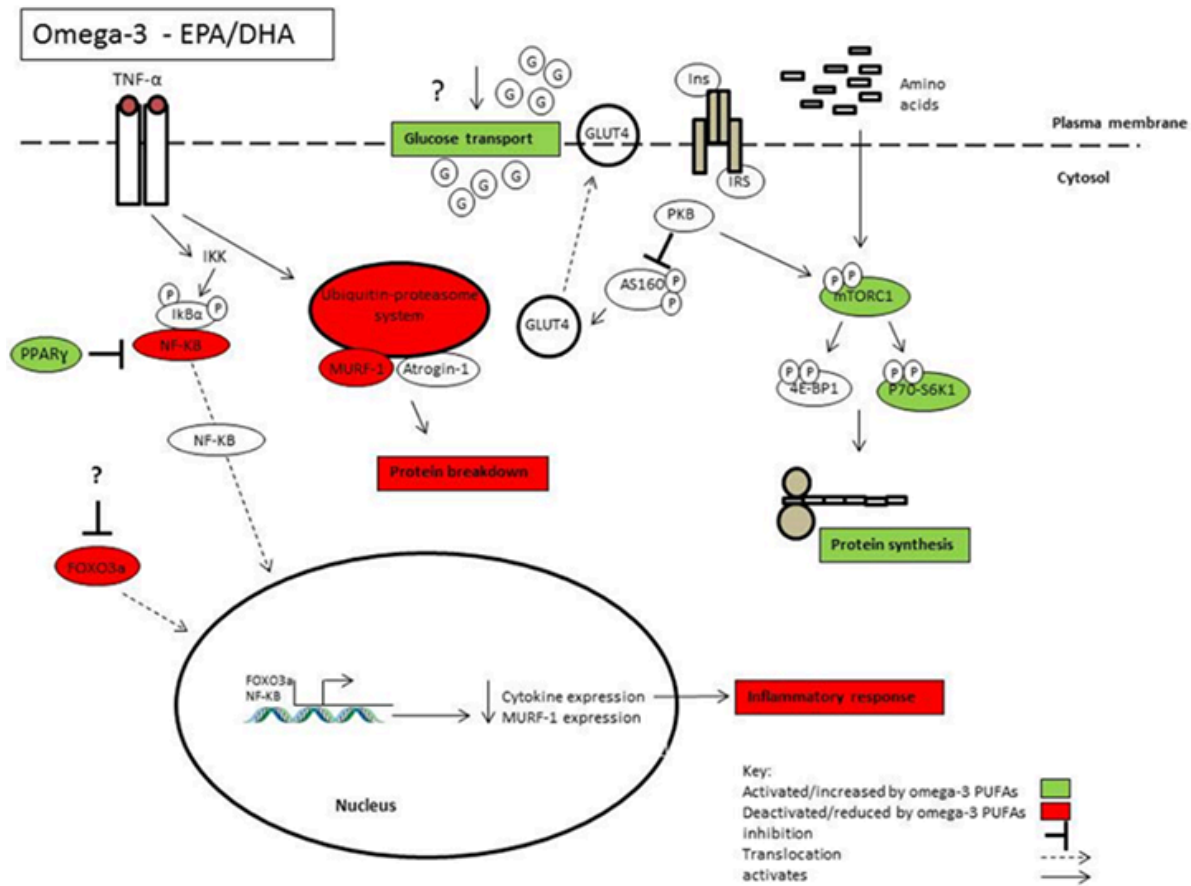 Omega-3 - EPA/DHA
TNF-α
?
G
G
G
G
Glucose transport
G
G
G
G
GLUT4
Ins
IRS
Amino
acids
Plasma membrane
Cytosol
PKB
AS160
P
P
GLUT4
IKK
P
P
IkBα
NF-KB
PPARɣ
NF-KB
Ubiquitin-proteasome
system
MURF-1
Atrogin-1
Protein breakdown
P
P
mTORC1
P
P
4E-BP1
P
P
P70-S6K1
Protein synthesis
?
FOXO3a
FOXO3a
NF-KB
Cytokine expression
MURF-1 expression
Inflammatory response
Nucleus
Key:
Activated/increased by omega-3 PUFAs
Deactivated/reduced by omega-3 PUFAs
inhibition
Translocation
activates